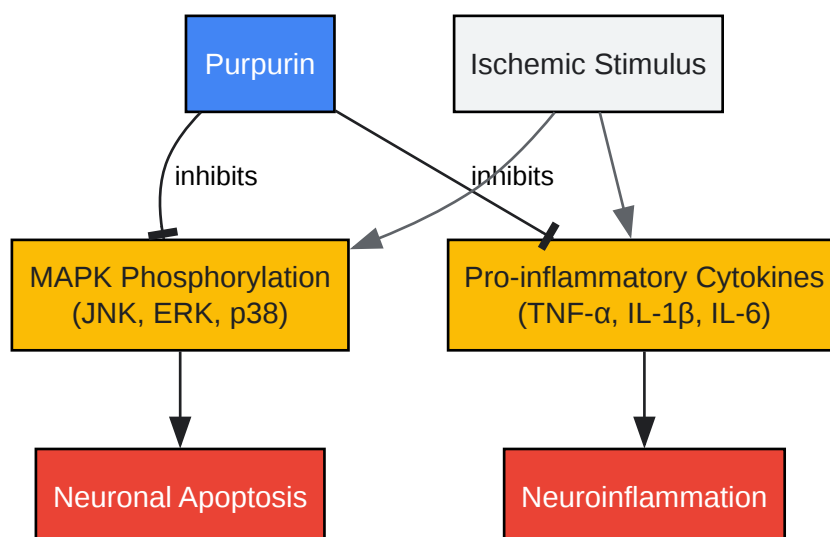 Purpurin
Ischemic Stimulus
inhibits
inhibits
MAPK Phosphorylation
(JNK, ERK, p38)
Pro-inflammatory Cytokines
(TNF-α, IL-1β, IL-6)
Neuronal Apoptosis
Neuroinflammation